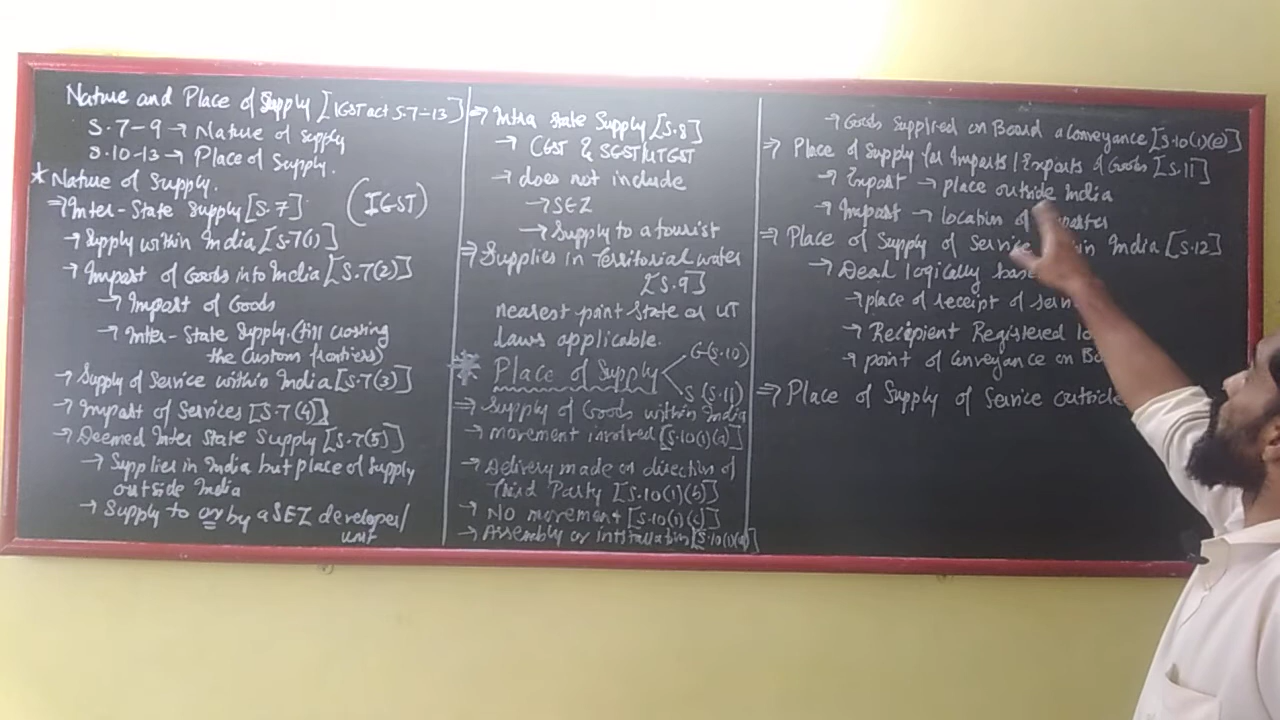 Nature and Place of Supply [IGST act S.7-13]
S.7-9 → Nature of supply
S.10-13 → Place of Supply.
* Nature of Supply.
⇒ Inter-State Supply [S.7] (IGST)
→ Supply within India [S.7(1)]
→ Import of Goods into India [S.7(2)]
→ Import of Goods
→ Inter-State Supply. (till crossing
the Custom frontiers)
→ Supply of Service within India [S.7(3)]
→ Import of Services [S.7(4)]
→ Deemed Inter State Supply [S.7(5)]
→ Supplies in India but place of Supply
outside India
→ Supply to or by a SEZ developer/
unit
⇒ Intra State Supply [S.8]
→ CGST & SGST/UTGST
→ does not include
→ SEZ
→ Supply to a tourist
⇒ Supplies in Territorial water
[S.9]
nearest point State or UT
Laws applicable.
* Place of Supply
G (S.10)
S (S.11)
⇒ Supply of Goods within India
→ movement involved [S.10(1)(a)]
→ Delivery made on direction of
Third Party [S.10(1)(b)]
→ NO movement [S.10(1)(c)]
→ Assembly or installation [S.10(1)(d)]
→ Goods Supplied on Board a Conveyance [S.10(1)(e)]
⇒ Place of Supply for Imports/Exports of Goods [S.11]
→ Export → place outside India
→ Import → location of
⇒ Place of Supply of Service India [S.12]
→ Deal logically
→ place of receipt of
→ Recipient Registered
→ point of Conveyance on
⇒ Place of Supply of Service outside